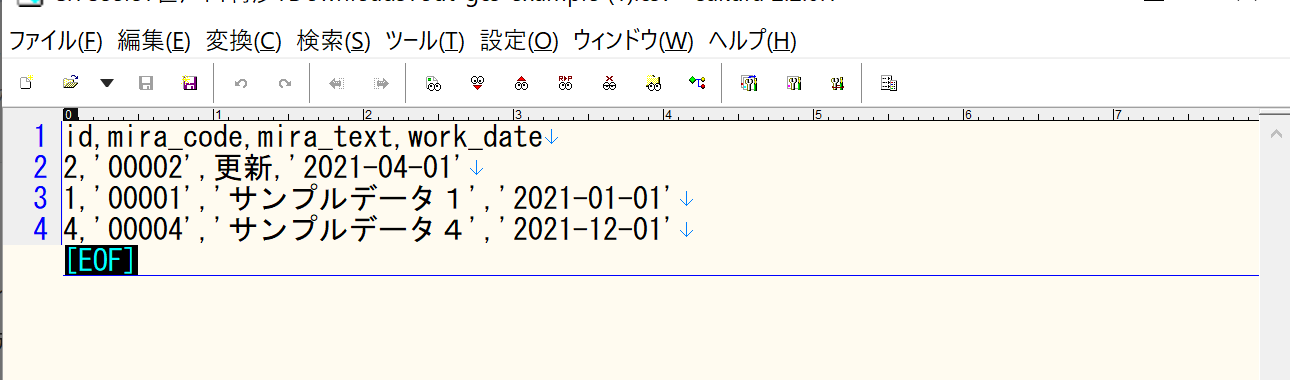 ファイル(F) 編集(E) 変換(C) 検索(S) ツール(T) 設定(O) ウィンドウ(W) ヘルプ(H)
0 1 2 3 4 5 6 7
1 id,mira_code,mira_text,work_date↓
2 2,'00002',更新,'2021-04-01'↓
3 1,'00001','サンプルデータ１','2021-01-01'↓
4 4,'00004','サンプルデータ４','2021-12-01'↓
[EOF]